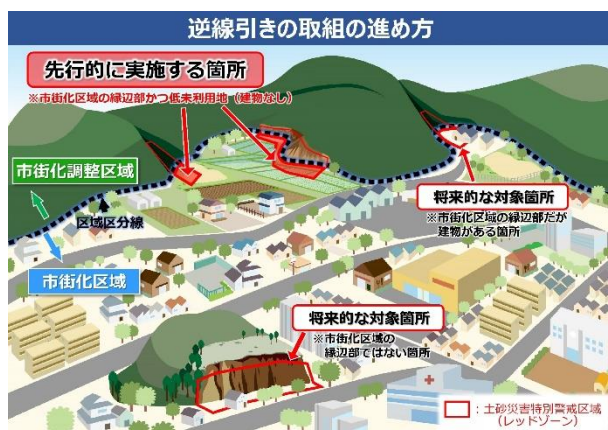 逆線引きの取組の進め方
先行的に実施する箇所
※市街化区域の縁辺部かつ低未利用地（建物なし）
市街化調整区域
区域区分線
市街化区域
将来的な対象箇所
※市街化区域の縁辺部だが
建物がある箇所
将来的な対象箇所
※市街化区域の
縁辺部ではない箇所
：土砂災害特別警戒区域
（レッドゾーン）